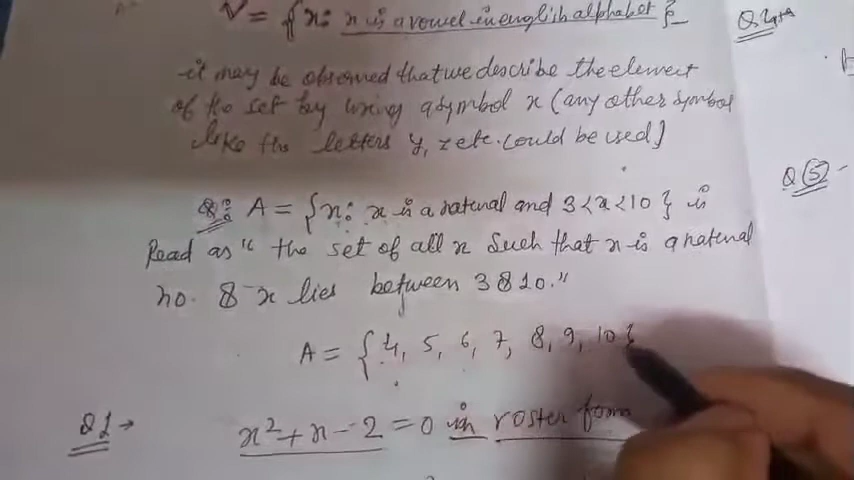 V = { x: x is a vowel in english alphabet }
it may be observed that we describe the element
of the set by using a symbol x (any other symbol
like the letters y, z etc. could be used)
Q: A = { x: x is a natural and 3 < x < 10 } is
Read as " the set of all x such that x is a natural
no. & x lies between 3 & 10."
A = { 4, 5, 6, 7, 8, 9, 10 }
Q1 → x² + x - 2 = 0 in roster form
Q (5) -